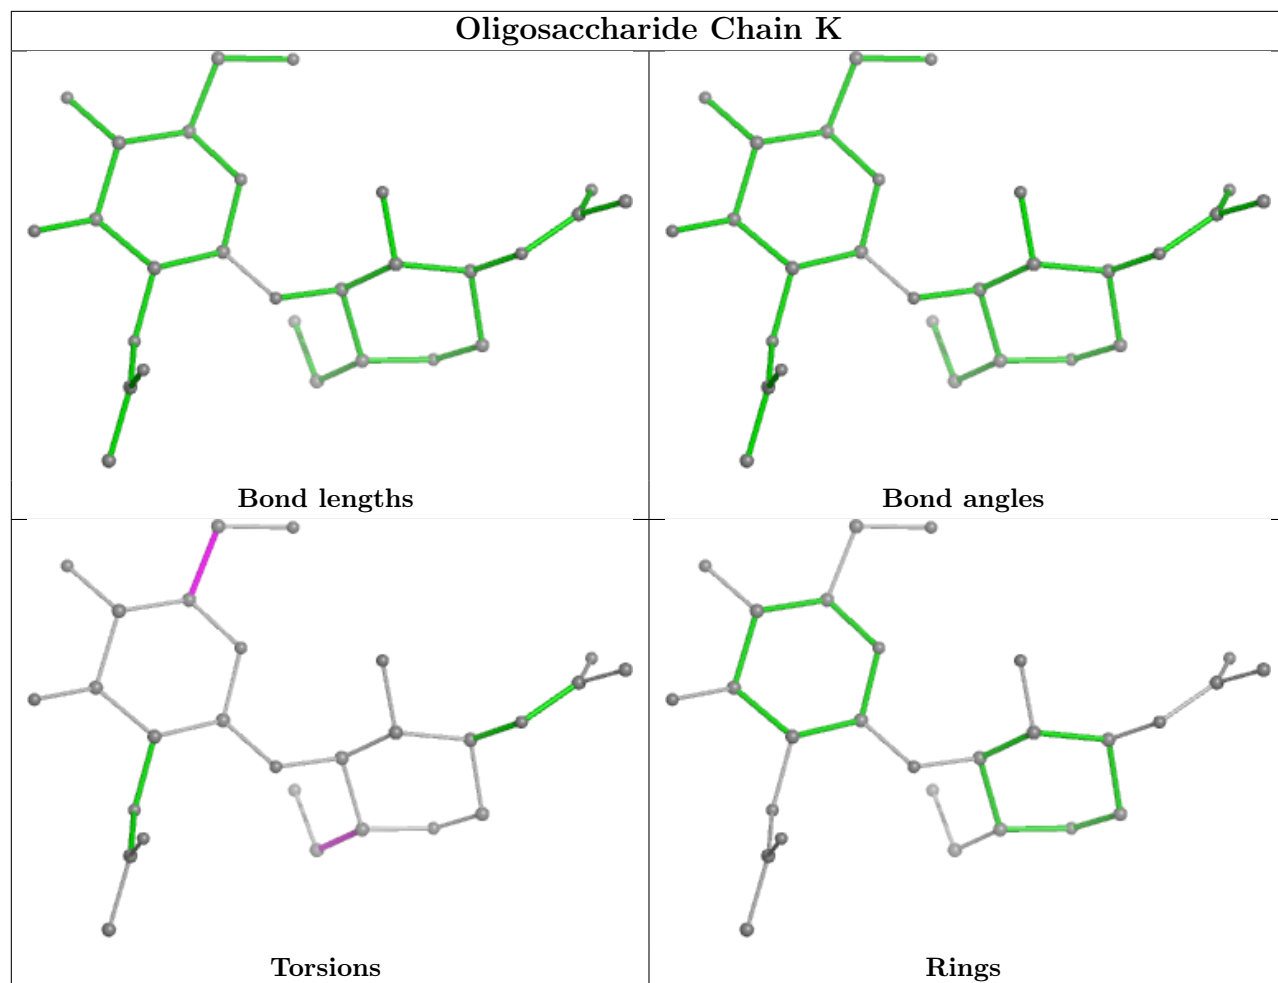 Oligosaccharide Chain K
Bond lengths
Bond angles
Torsions
Rings